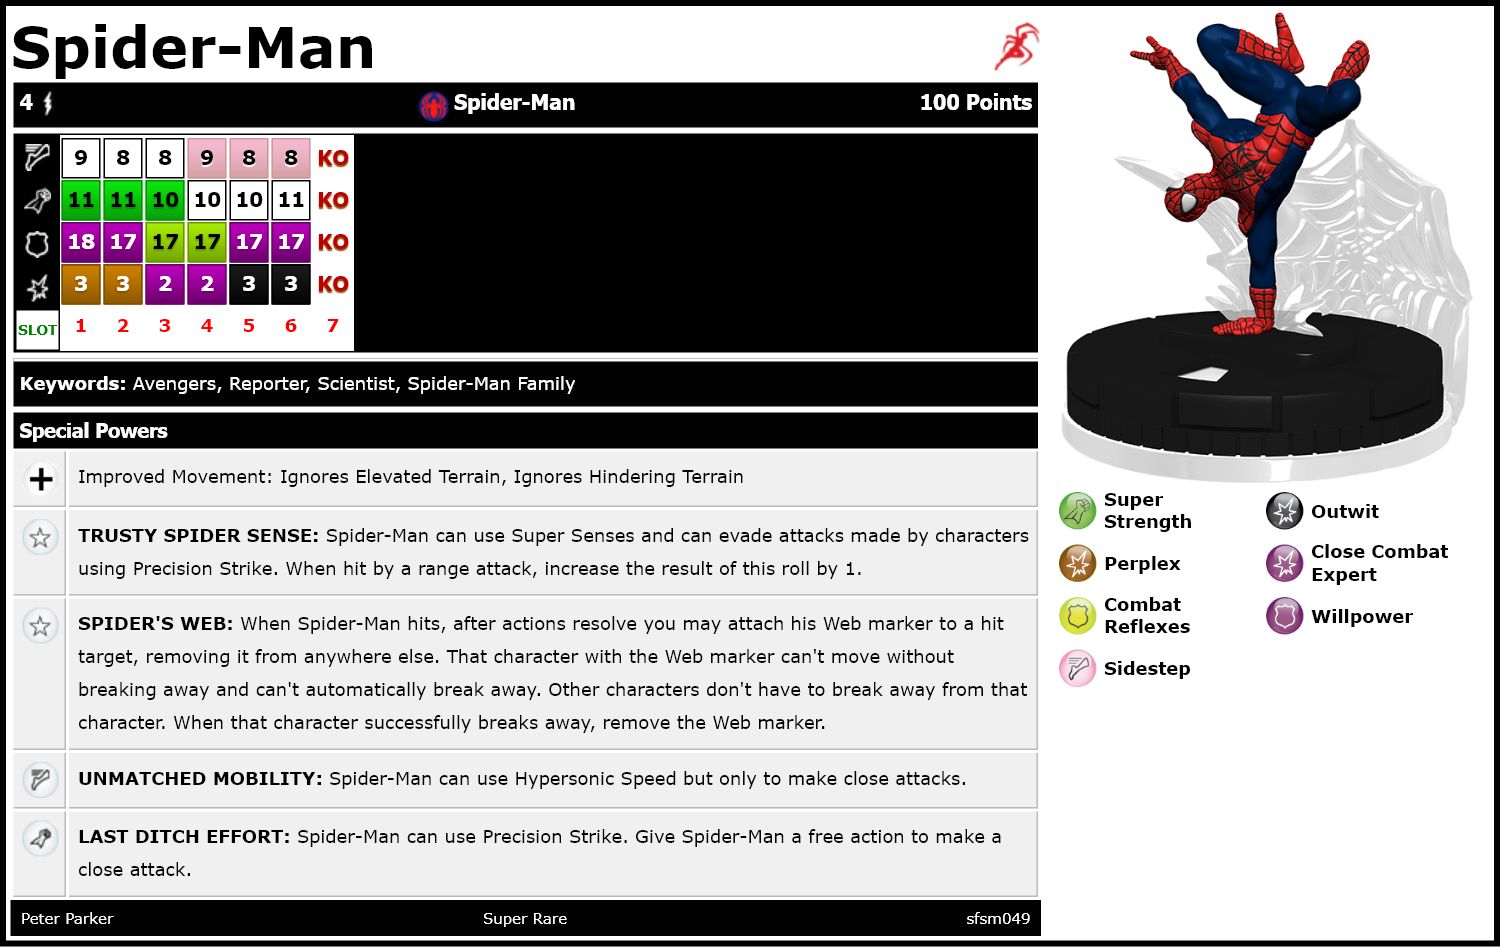 Spider-Man
4 Spider-Man 100 Points
9 8 8 9 8 8 KO
11 11 10 10 10 11 KO
18 17 17 17 17 17 KO
3 3 2 2 3 3 KO
SLOT 1 2 3 4 5 6 7
Keywords: Avengers, Reporter, Scientist, Spider-Man Family
Special Powers
Improved Movement: Ignores Elevated Terrain, Ignores Hindering Terrain
TRUSTY SPIDER SENSE: Spider-Man can use Super Senses and can evade attacks made by characters
using Precision Strike. When hit by a range attack, increase the result of this roll by 1.
SPIDER'S WEB: When Spider-Man hits, after actions resolve you may attach his Web marker to a hit
target, removing it from anywhere else. That character with the Web marker can't move without
breaking away and can't automatically break away. Other characters don't have to break away from that
character. When that character successfully breaks away, remove the Web marker.
UNMATCHED MOBILITY: Spider-Man can use Hypersonic Speed but only to make close attacks.
LAST DITCH EFFORT: Spider-Man can use Precision Strike. Give Spider-Man a free action to make a
close attack.
Peter Parker Super Rare sfsm049
Super
Strength
Outwit
Perplex
Close Combat
Expert
Combat
Reflexes
Willpower
Sidestep